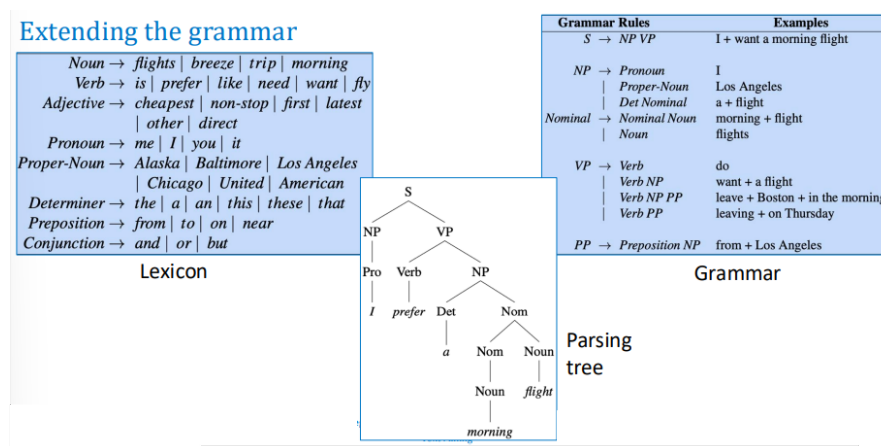 Extending the grammar
Noun → flights | breeze | trip | morning
Verb → is | prefer | like | need | want | fly
Adjective → cheapest | non-stop | first | latest
| other | direct
Pronoun → me | I | you | it
Proper-Noun → Alaska | Baltimore | Los Angeles
| Chicago | United | American
Determiner → the | a | an | this | these | that
Preposition → from | to | on | near
Conjunction → and | or | but
Lexicon
Grammar Rules Examples
S → NP VP I + want a morning flight
NP → Pronoun I
| Proper-Noun Los Angeles
| Det Nominal a + flight
Nominal → Nominal Noun morning + flight
| Noun flights
VP → Verb do
| Verb NP want + a flight
| Verb NP PP leave + Boston + in the morning
| Verb PP leaving + on Thursday
PP → Preposition NP from + Los Angeles
Grammar
S
NP VP
Pro Verb NP
I prefer Det Nom
a Nom Noun
Noun flight
morning
Parsing
tree